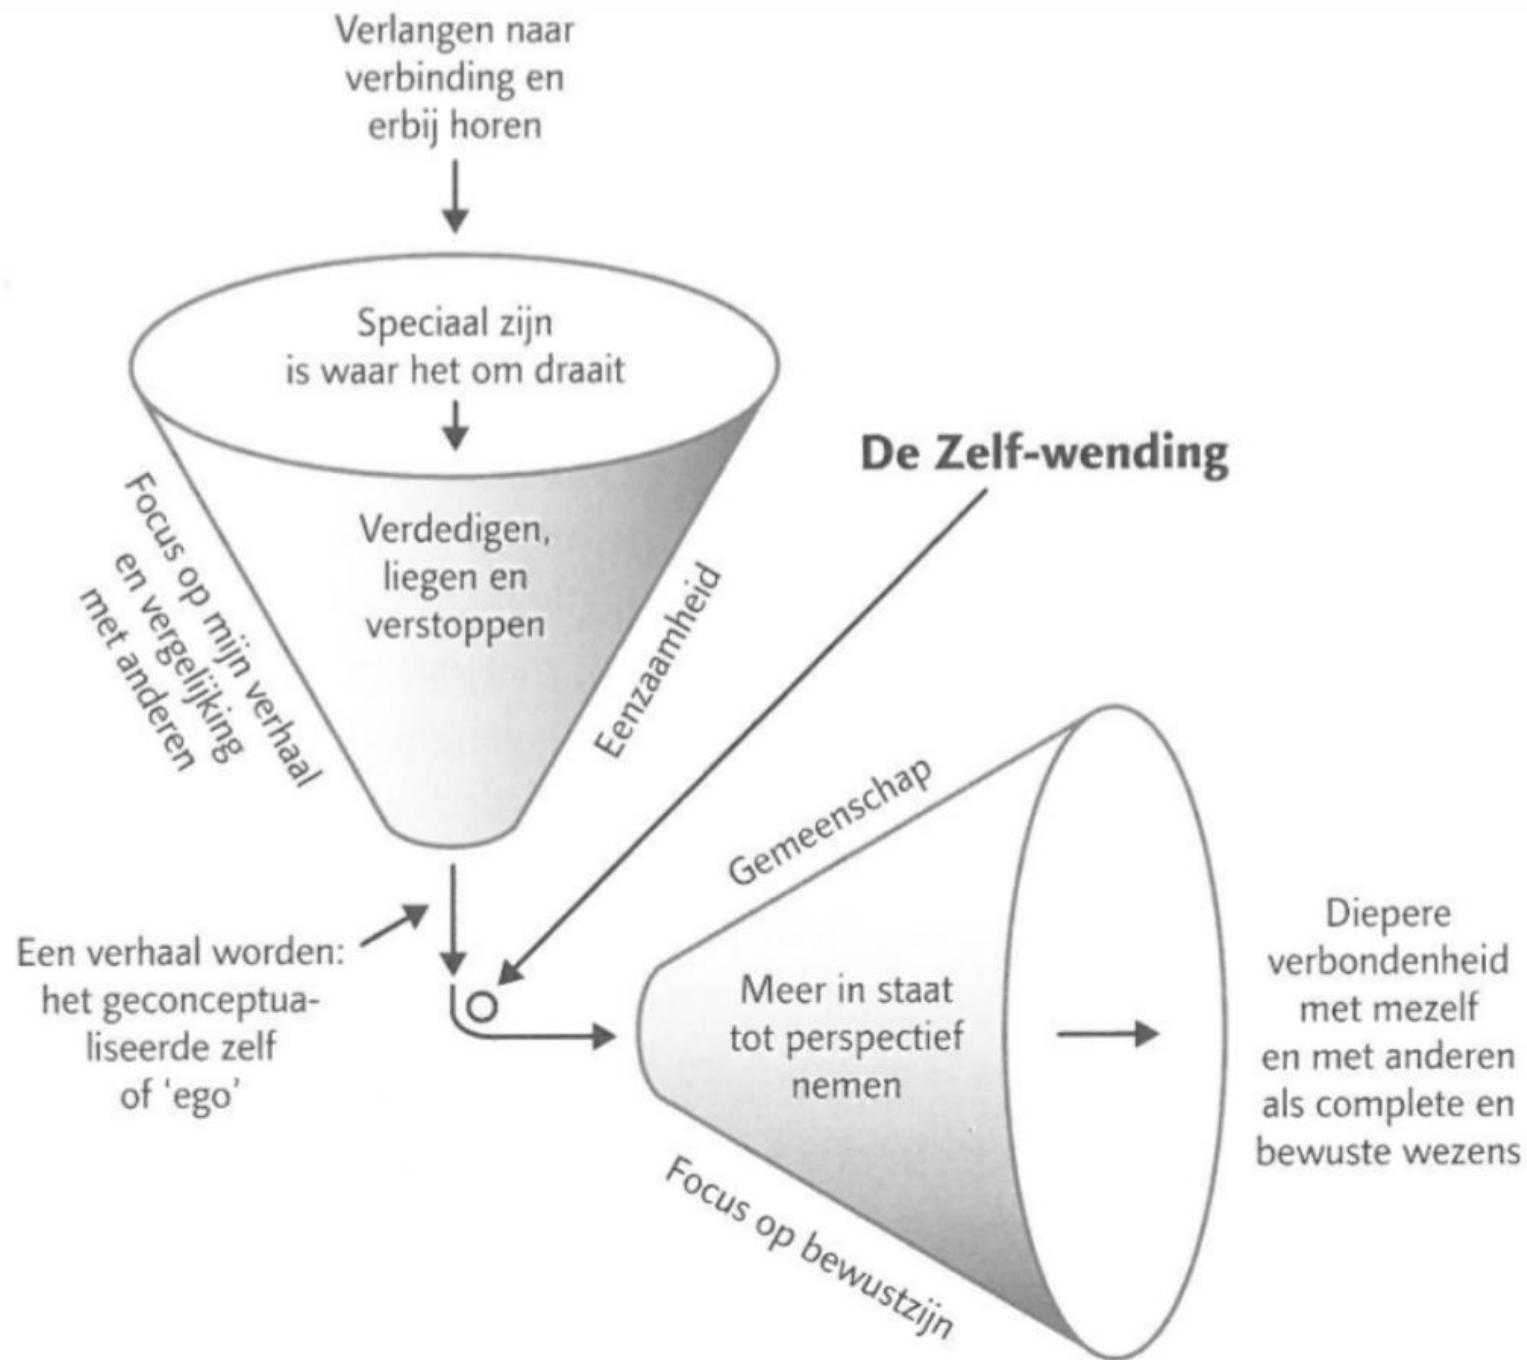 Verlangen naar
verbinding en
erbij horen
Speciaal zijn
is waar het om draait
Verdedigen,
liegen en
verstoppen
Focus op mijn verhaal
en vergelijking
met anderen
Eenzaamheid
De Zelf-wending
Een verhaal worden:
het geconceptua-
liseerde zelf
of ‘ego’
Gemeenschap
Meer in staat
tot perspectief
nemen
Focus op bewustzijn
Diepere
verbondenheid
met mezelf
en met anderen
als complete en
bewuste wezens